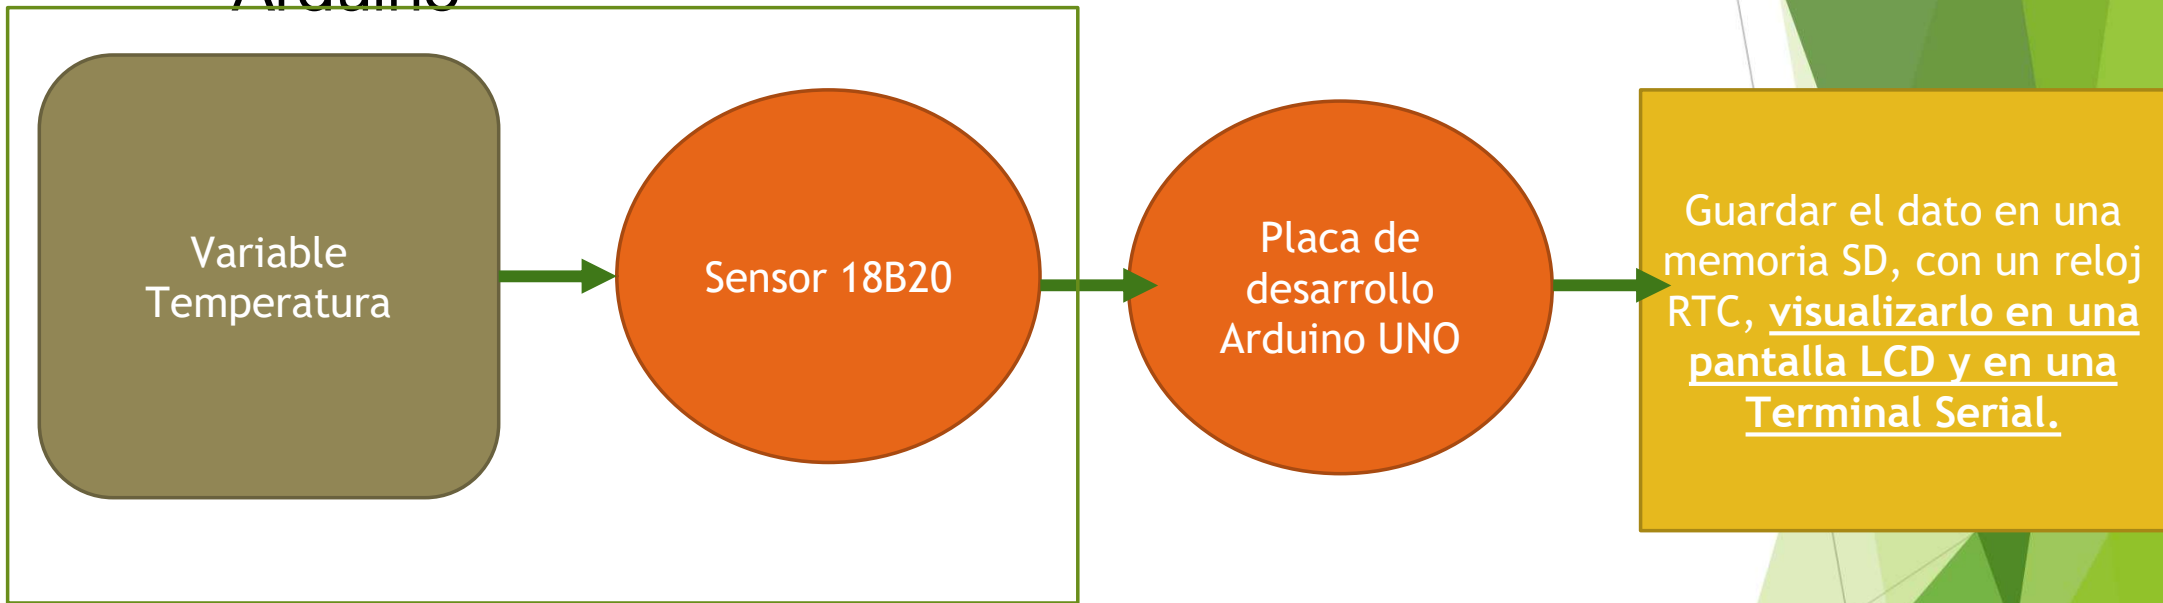 Arduino
Variable
Temperatura
Sensor 18B20
Placa de
desarrollo
Arduino UNO
Guardar el dato en una
memoria SD, con un reloj
RTC, visualizarlo en una
pantalla LCD y en una
Terminal Serial.